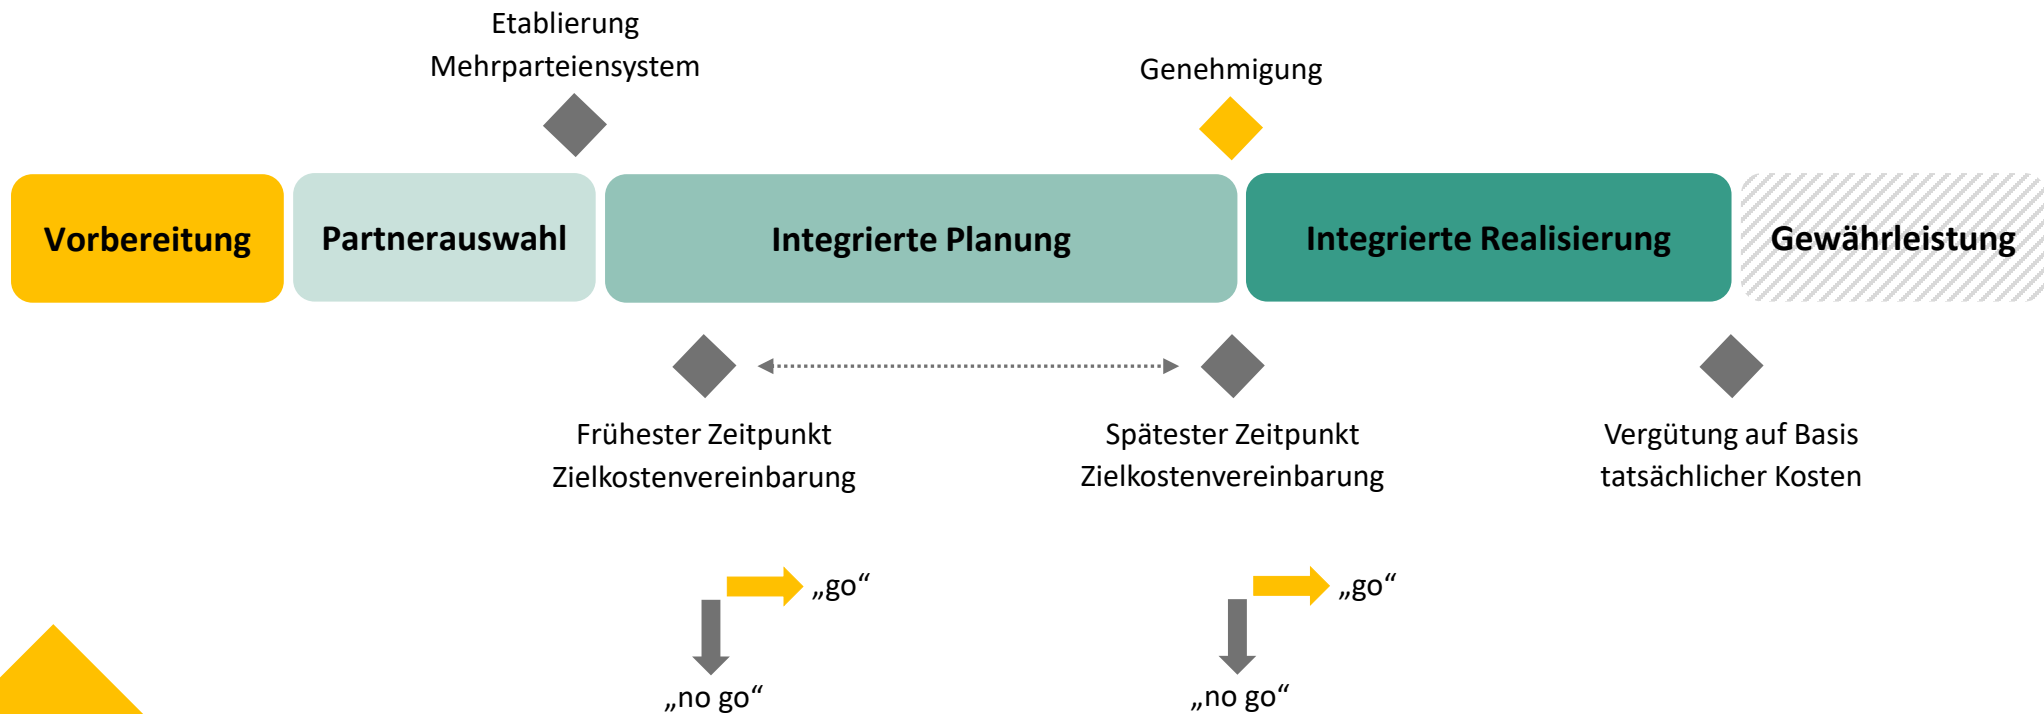 Etablierung
Mehrparteiensystem
Genehmigung
Vorbereitung
Partnerauswahl
Integrierte Planung
Integrierte Realisierung
Gewährleistung
Frühester Zeitpunkt
Zielkostenvereinbarung
Spätester Zeitpunkt
Zielkostenvereinbarung
Vergütung auf Basis
tatsächlicher Kosten
„go“
„go“
„no go“
„no go“